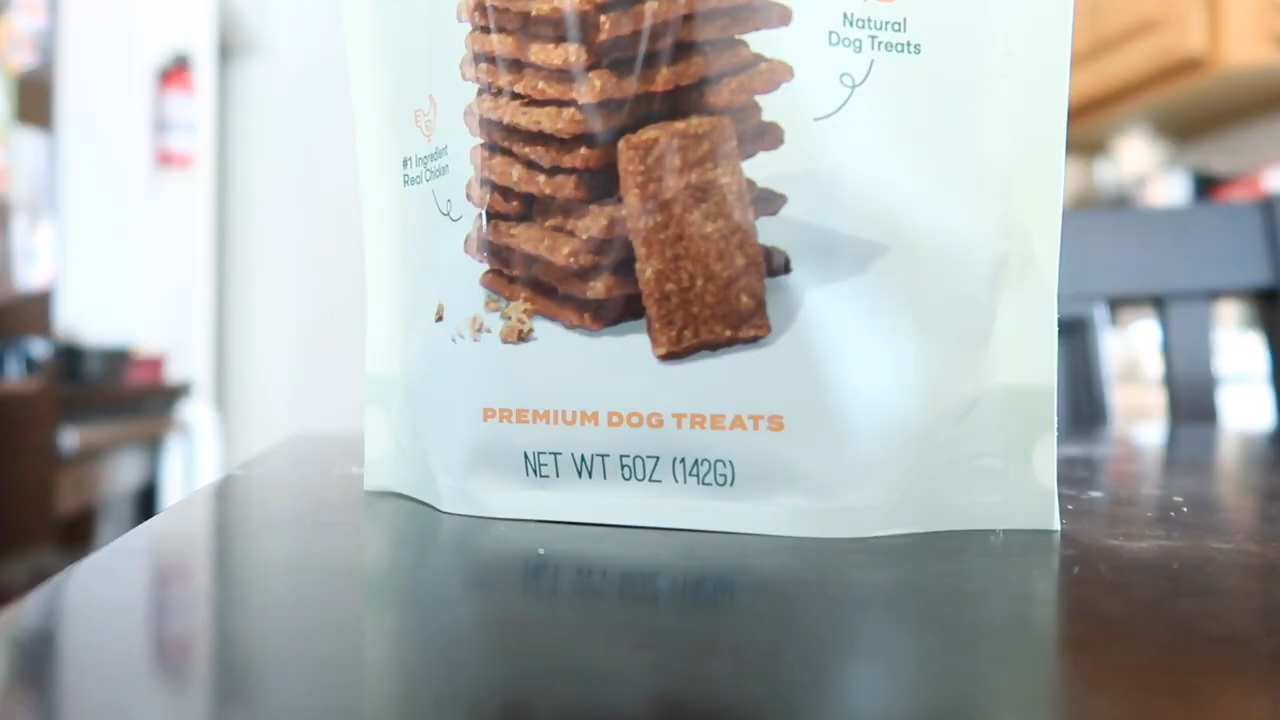 Natural
Dog Treats
#1 Ingredient
Real Chicken
PREMIUM DOG TREATS
NET WT 5OZ (142G)